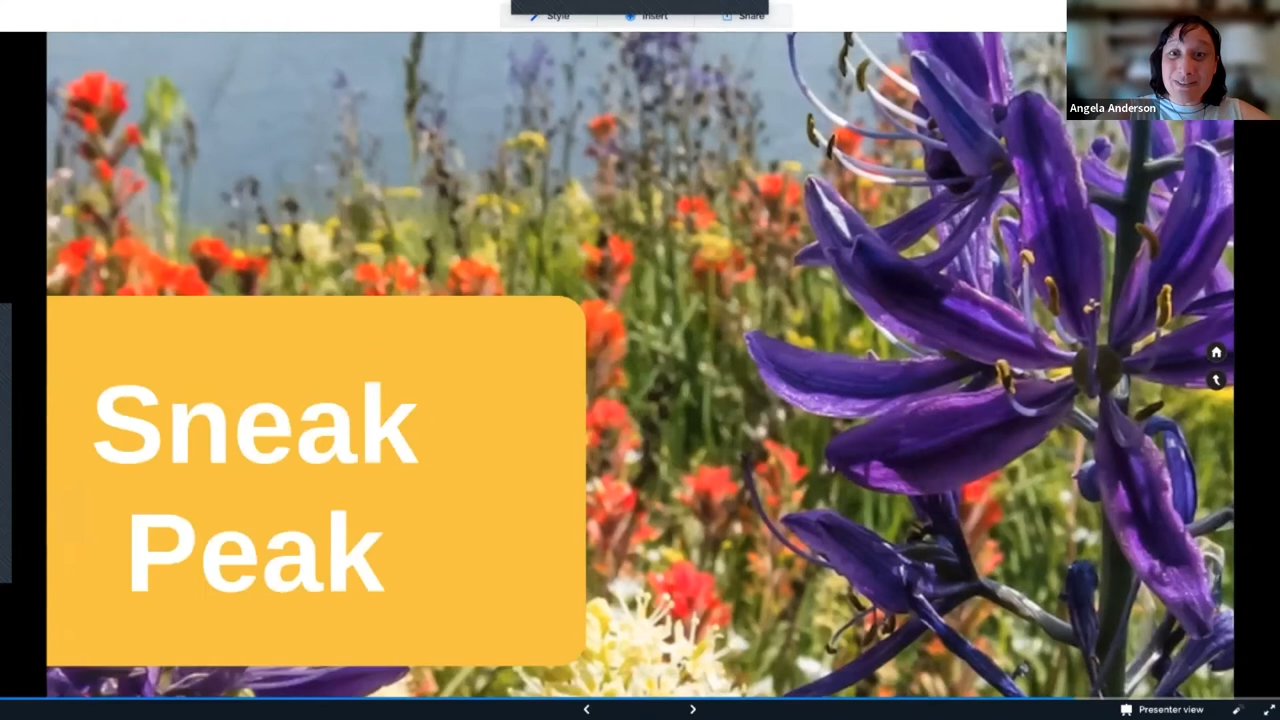 Style Insert Share
Angela Anderson
Sneak
Peak
Presenter view